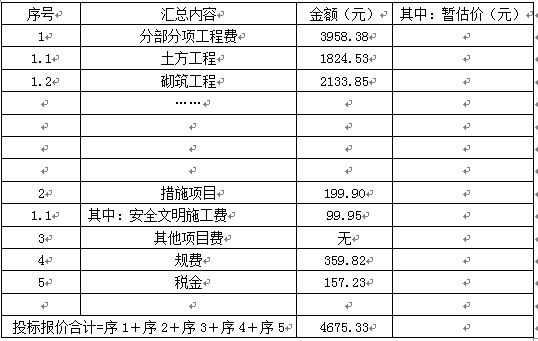 序号 汇总内容 金额（元） 其中：暂估价（元）
1 分部分项工程费 3958.38
1.1 土方工程 1824.53
1.2 砌筑工程 2133.85
……
2 措施项目 199.90
1.1 其中：安全文明施工费 99.95
3 其他项目费 无
4 规费 359.82
5 税金 157.23
投标报价合计=序1＋序2＋序3＋序4＋序5 4675.33